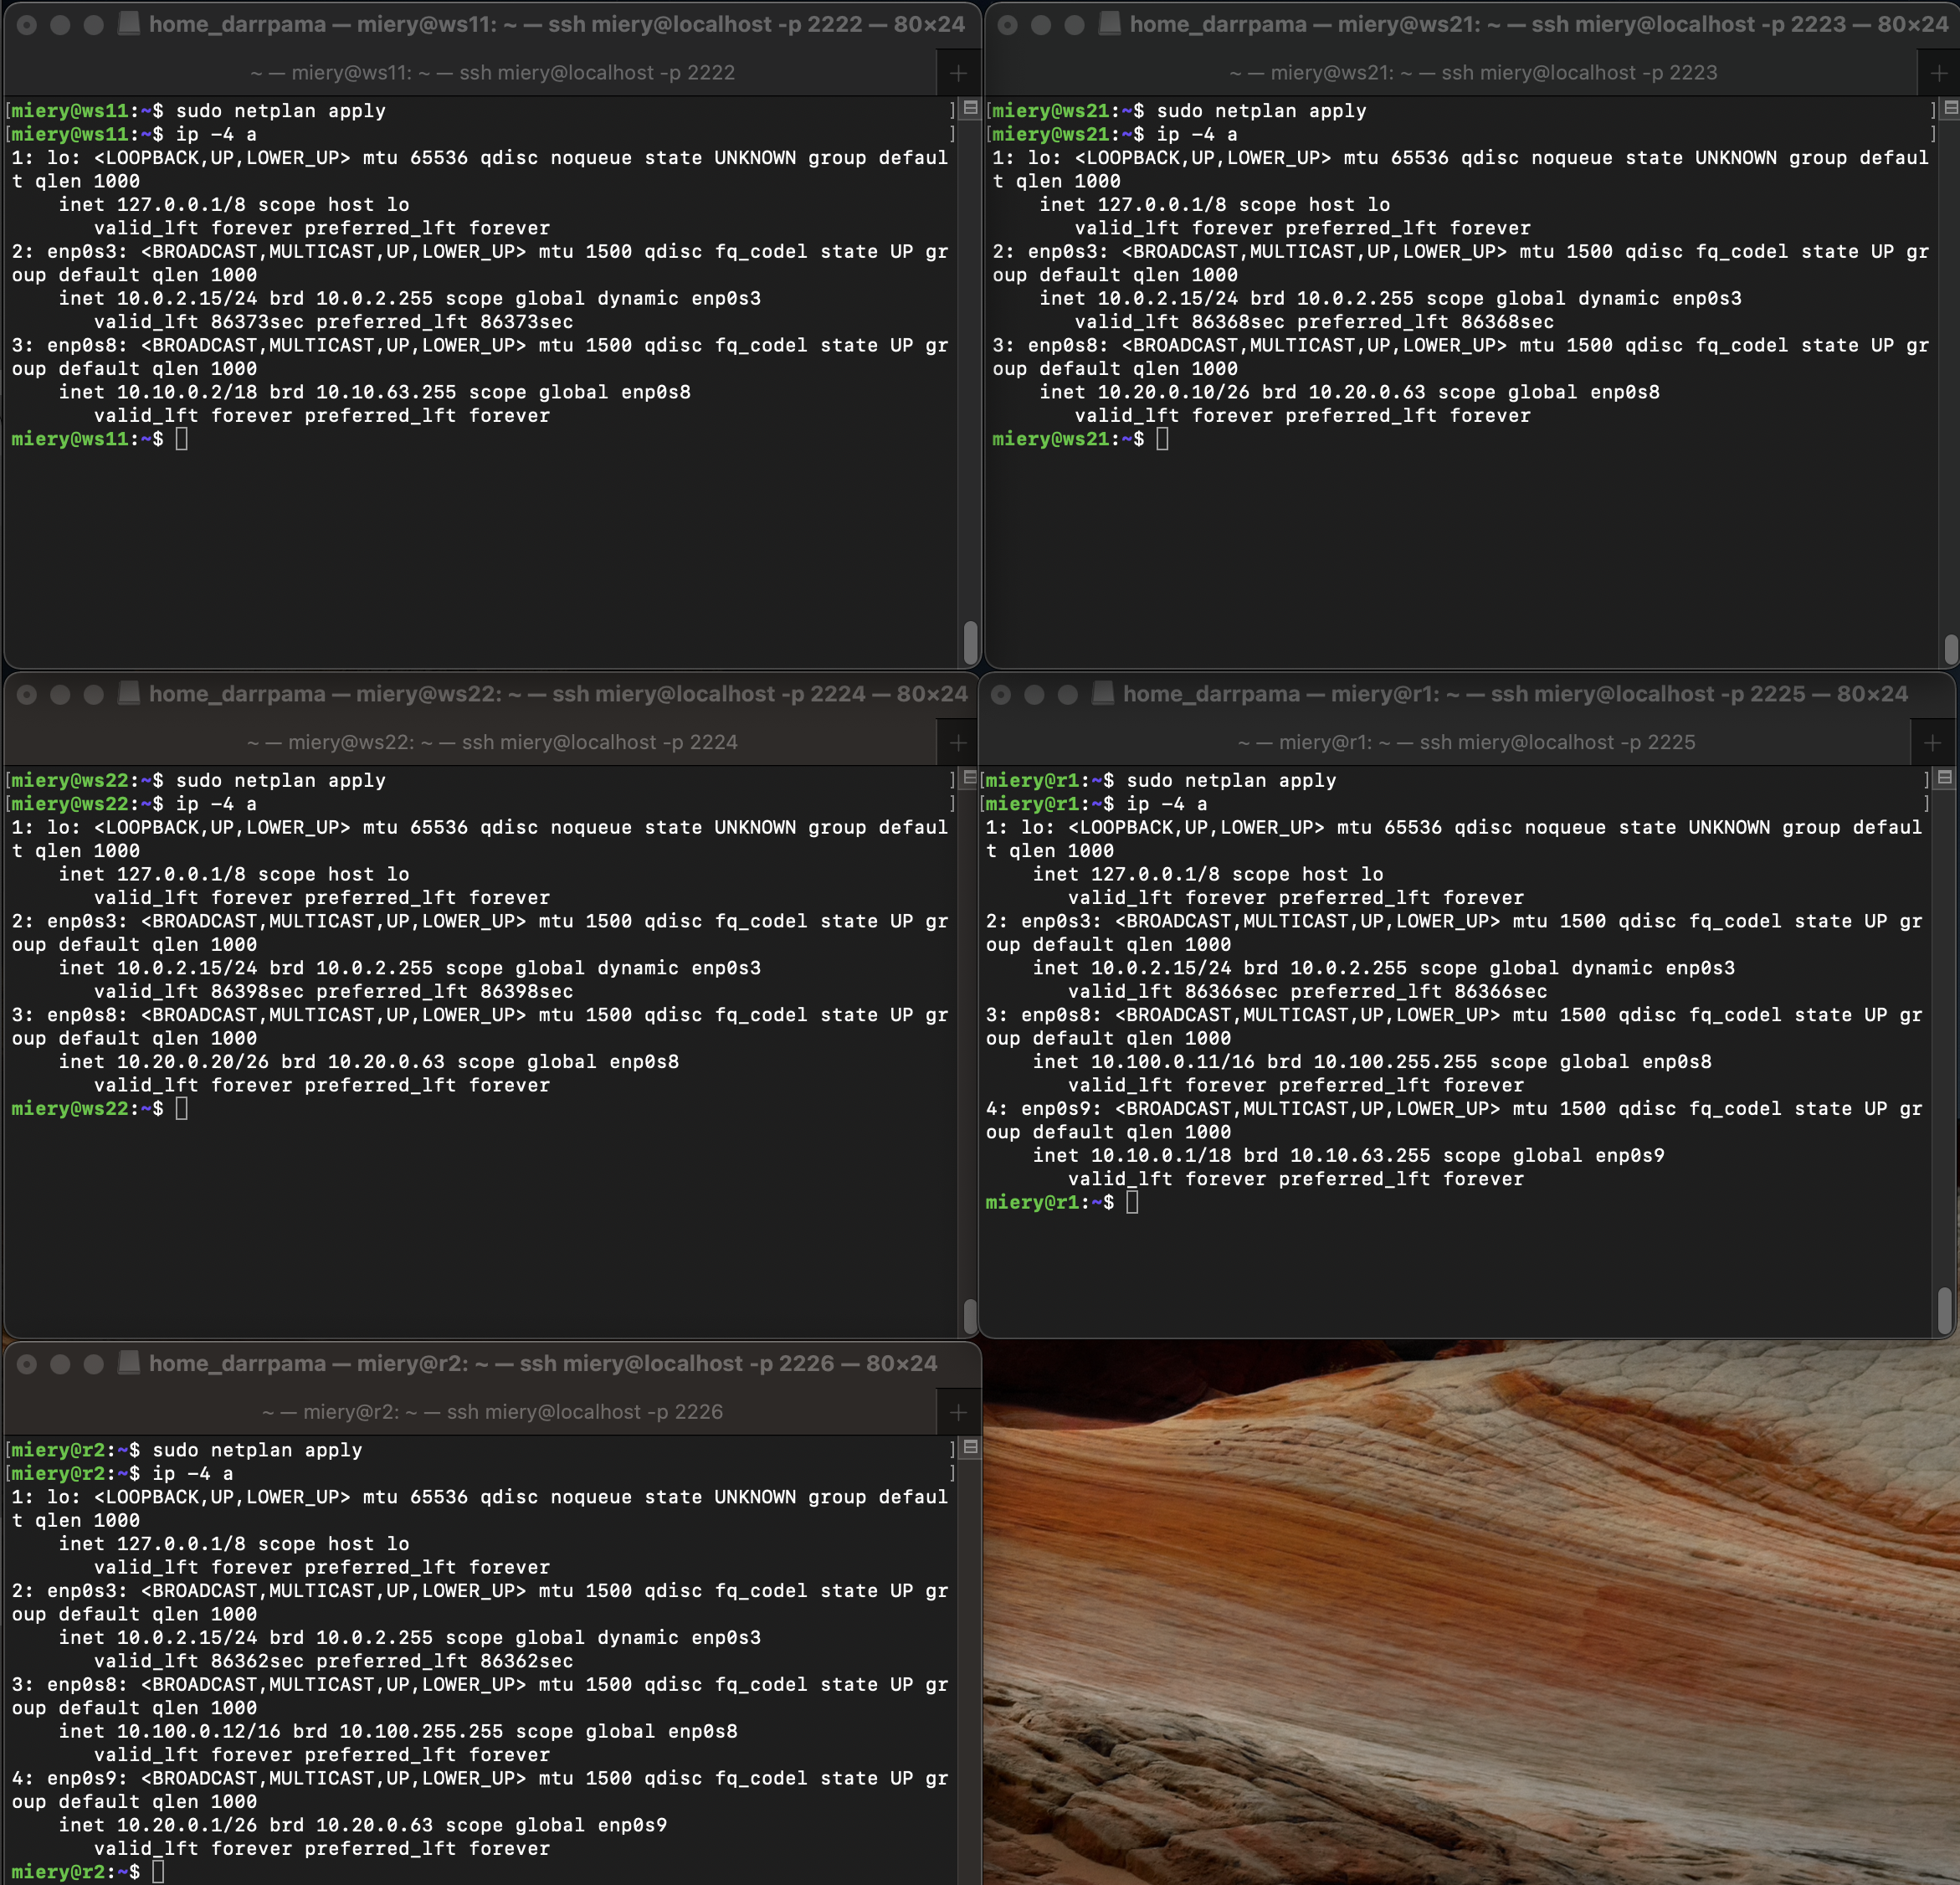 home_darrpama — miery@ws11: ~ — ssh miery@localhost -p 2222 — 80×24
~ — miery@ws11: ~ — ssh miery@localhost -p 2222
[miery@ws11:~$ sudo netplan apply ]
[miery@ws11:~$ ip -4 a ]
1: lo: <LOOPBACK,UP,LOWER_UP> mtu 65536 qdisc noqueue state UNKNOWN group defaul
t qlen 1000
    inet 127.0.0.1/8 scope host lo
       valid_lft forever preferred_lft forever
2: enp0s3: <BROADCAST,MULTICAST,UP,LOWER_UP> mtu 1500 qdisc fq_codel state UP gr
oup default qlen 1000
    inet 10.0.2.15/24 brd 10.0.2.255 scope global dynamic enp0s3
       valid_lft 86373sec preferred_lft 86373sec
3: enp0s8: <BROADCAST,MULTICAST,UP,LOWER_UP> mtu 1500 qdisc fq_codel state UP gr
oup default qlen 1000
    inet 10.10.0.2/18 brd 10.10.63.255 scope global enp0s8
       valid_lft forever preferred_lft forever
miery@ws11:~$
home_darrpama — miery@ws21: ~ — ssh miery@localhost -p 2223 — 80×24
~ — miery@ws21: ~ — ssh miery@localhost -p 2223
[miery@ws21:~$ sudo netplan apply ]
[miery@ws21:~$ ip -4 a ]
1: lo: <LOOPBACK,UP,LOWER_UP> mtu 65536 qdisc noqueue state UNKNOWN group defaul
t qlen 1000
    inet 127.0.0.1/8 scope host lo
       valid_lft forever preferred_lft forever
2: enp0s3: <BROADCAST,MULTICAST,UP,LOWER_UP> mtu 1500 qdisc fq_codel state UP gr
oup default qlen 1000
    inet 10.0.2.15/24 brd 10.0.2.255 scope global dynamic enp0s3
       valid_lft 86368sec preferred_lft 86368sec
3: enp0s8: <BROADCAST,MULTICAST,UP,LOWER_UP> mtu 1500 qdisc fq_codel state UP gr
oup default qlen 1000
    inet 10.20.0.10/26 brd 10.20.0.63 scope global enp0s8
       valid_lft forever preferred_lft forever
miery@ws21:~$
home_darrpama — miery@ws22: ~ — ssh miery@localhost -p 2224 — 80×24
~ — miery@ws22: ~ — ssh miery@localhost -p 2224
[miery@ws22:~$ sudo netplan apply ]
[miery@ws22:~$ ip -4 a ]
1: lo: <LOOPBACK,UP,LOWER_UP> mtu 65536 qdisc noqueue state UNKNOWN group defaul
t qlen 1000
    inet 127.0.0.1/8 scope host lo
       valid_lft forever preferred_lft forever
2: enp0s3: <BROADCAST,MULTICAST,UP,LOWER_UP> mtu 1500 qdisc fq_codel state UP gr
oup default qlen 1000
    inet 10.0.2.15/24 brd 10.0.2.255 scope global dynamic enp0s3
       valid_lft 86398sec preferred_lft 86398sec
3: enp0s8: <BROADCAST,MULTICAST,UP,LOWER_UP> mtu 1500 qdisc fq_codel state UP gr
oup default qlen 1000
    inet 10.20.0.20/26 brd 10.20.0.63 scope global enp0s8
       valid_lft forever preferred_lft forever
miery@ws22:~$
home_darrpama — miery@r1: ~ — ssh miery@localhost -p 2225 — 80×24
~ — miery@r1: ~ — ssh miery@localhost -p 2225
[miery@r1:~$ sudo netplan apply ]
[miery@r1:~$ ip -4 a ]
1: lo: <LOOPBACK,UP,LOWER_UP> mtu 65536 qdisc noqueue state UNKNOWN group defaul
t qlen 1000
    inet 127.0.0.1/8 scope host lo
       valid_lft forever preferred_lft forever
2: enp0s3: <BROADCAST,MULTICAST,UP,LOWER_UP> mtu 1500 qdisc fq_codel state UP gr
oup default qlen 1000
    inet 10.0.2.15/24 brd 10.0.2.255 scope global dynamic enp0s3
       valid_lft 86366sec preferred_lft 86366sec
3: enp0s8: <BROADCAST,MULTICAST,UP,LOWER_UP> mtu 1500 qdisc fq_codel state UP gr
oup default qlen 1000
    inet 10.100.0.11/16 brd 10.100.255.255 scope global enp0s8
       valid_lft forever preferred_lft forever
4: enp0s9: <BROADCAST,MULTICAST,UP,LOWER_UP> mtu 1500 qdisc fq_codel state UP gr
oup default qlen 1000
    inet 10.10.0.1/18 brd 10.10.63.255 scope global enp0s9
       valid_lft forever preferred_lft forever
miery@r1:~$
home_darrpama — miery@r2: ~ — ssh miery@localhost -p 2226 — 80×24
~ — miery@r2: ~ — ssh miery@localhost -p 2226
[miery@r2:~$ sudo netplan apply ]
[miery@r2:~$ ip -4 a ]
1: lo: <LOOPBACK,UP,LOWER_UP> mtu 65536 qdisc noqueue state UNKNOWN group defaul
t qlen 1000
    inet 127.0.0.1/8 scope host lo
       valid_lft forever preferred_lft forever
2: enp0s3: <BROADCAST,MULTICAST,UP,LOWER_UP> mtu 1500 qdisc fq_codel state UP gr
oup default qlen 1000
    inet 10.0.2.15/24 brd 10.0.2.255 scope global dynamic enp0s3
       valid_lft 86362sec preferred_lft 86362sec
3: enp0s8: <BROADCAST,MULTICAST,UP,LOWER_UP> mtu 1500 qdisc fq_codel state UP gr
oup default qlen 1000
    inet 10.100.0.12/16 brd 10.100.255.255 scope global enp0s8
       valid_lft forever preferred_lft forever
4: enp0s9: <BROADCAST,MULTICAST,UP,LOWER_UP> mtu 1500 qdisc fq_codel state UP gr
oup default qlen 1000
    inet 10.20.0.1/26 brd 10.20.0.63 scope global enp0s9
       valid_lft forever preferred_lft forever
miery@r2:~$